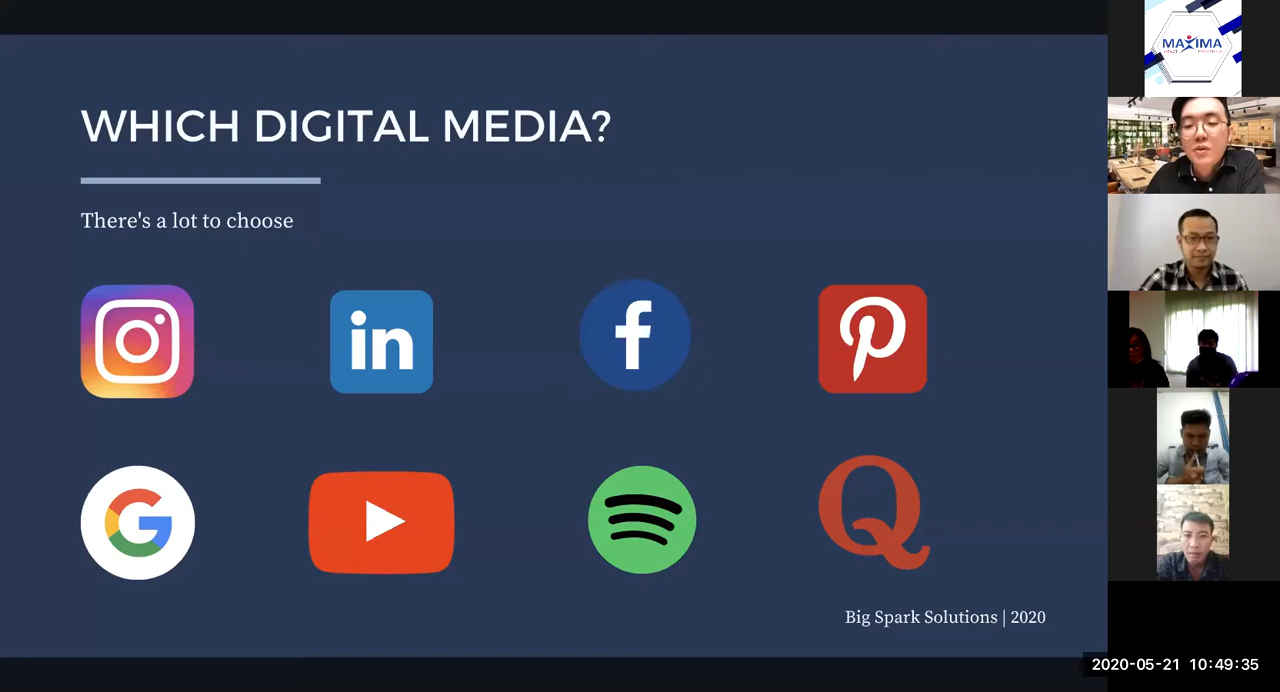 WHICH DIGITAL MEDIA?
There's a lot to choose
in
f
Big Spark Solutions | 2020
MAXIMA
2020-05-21 10:49:35